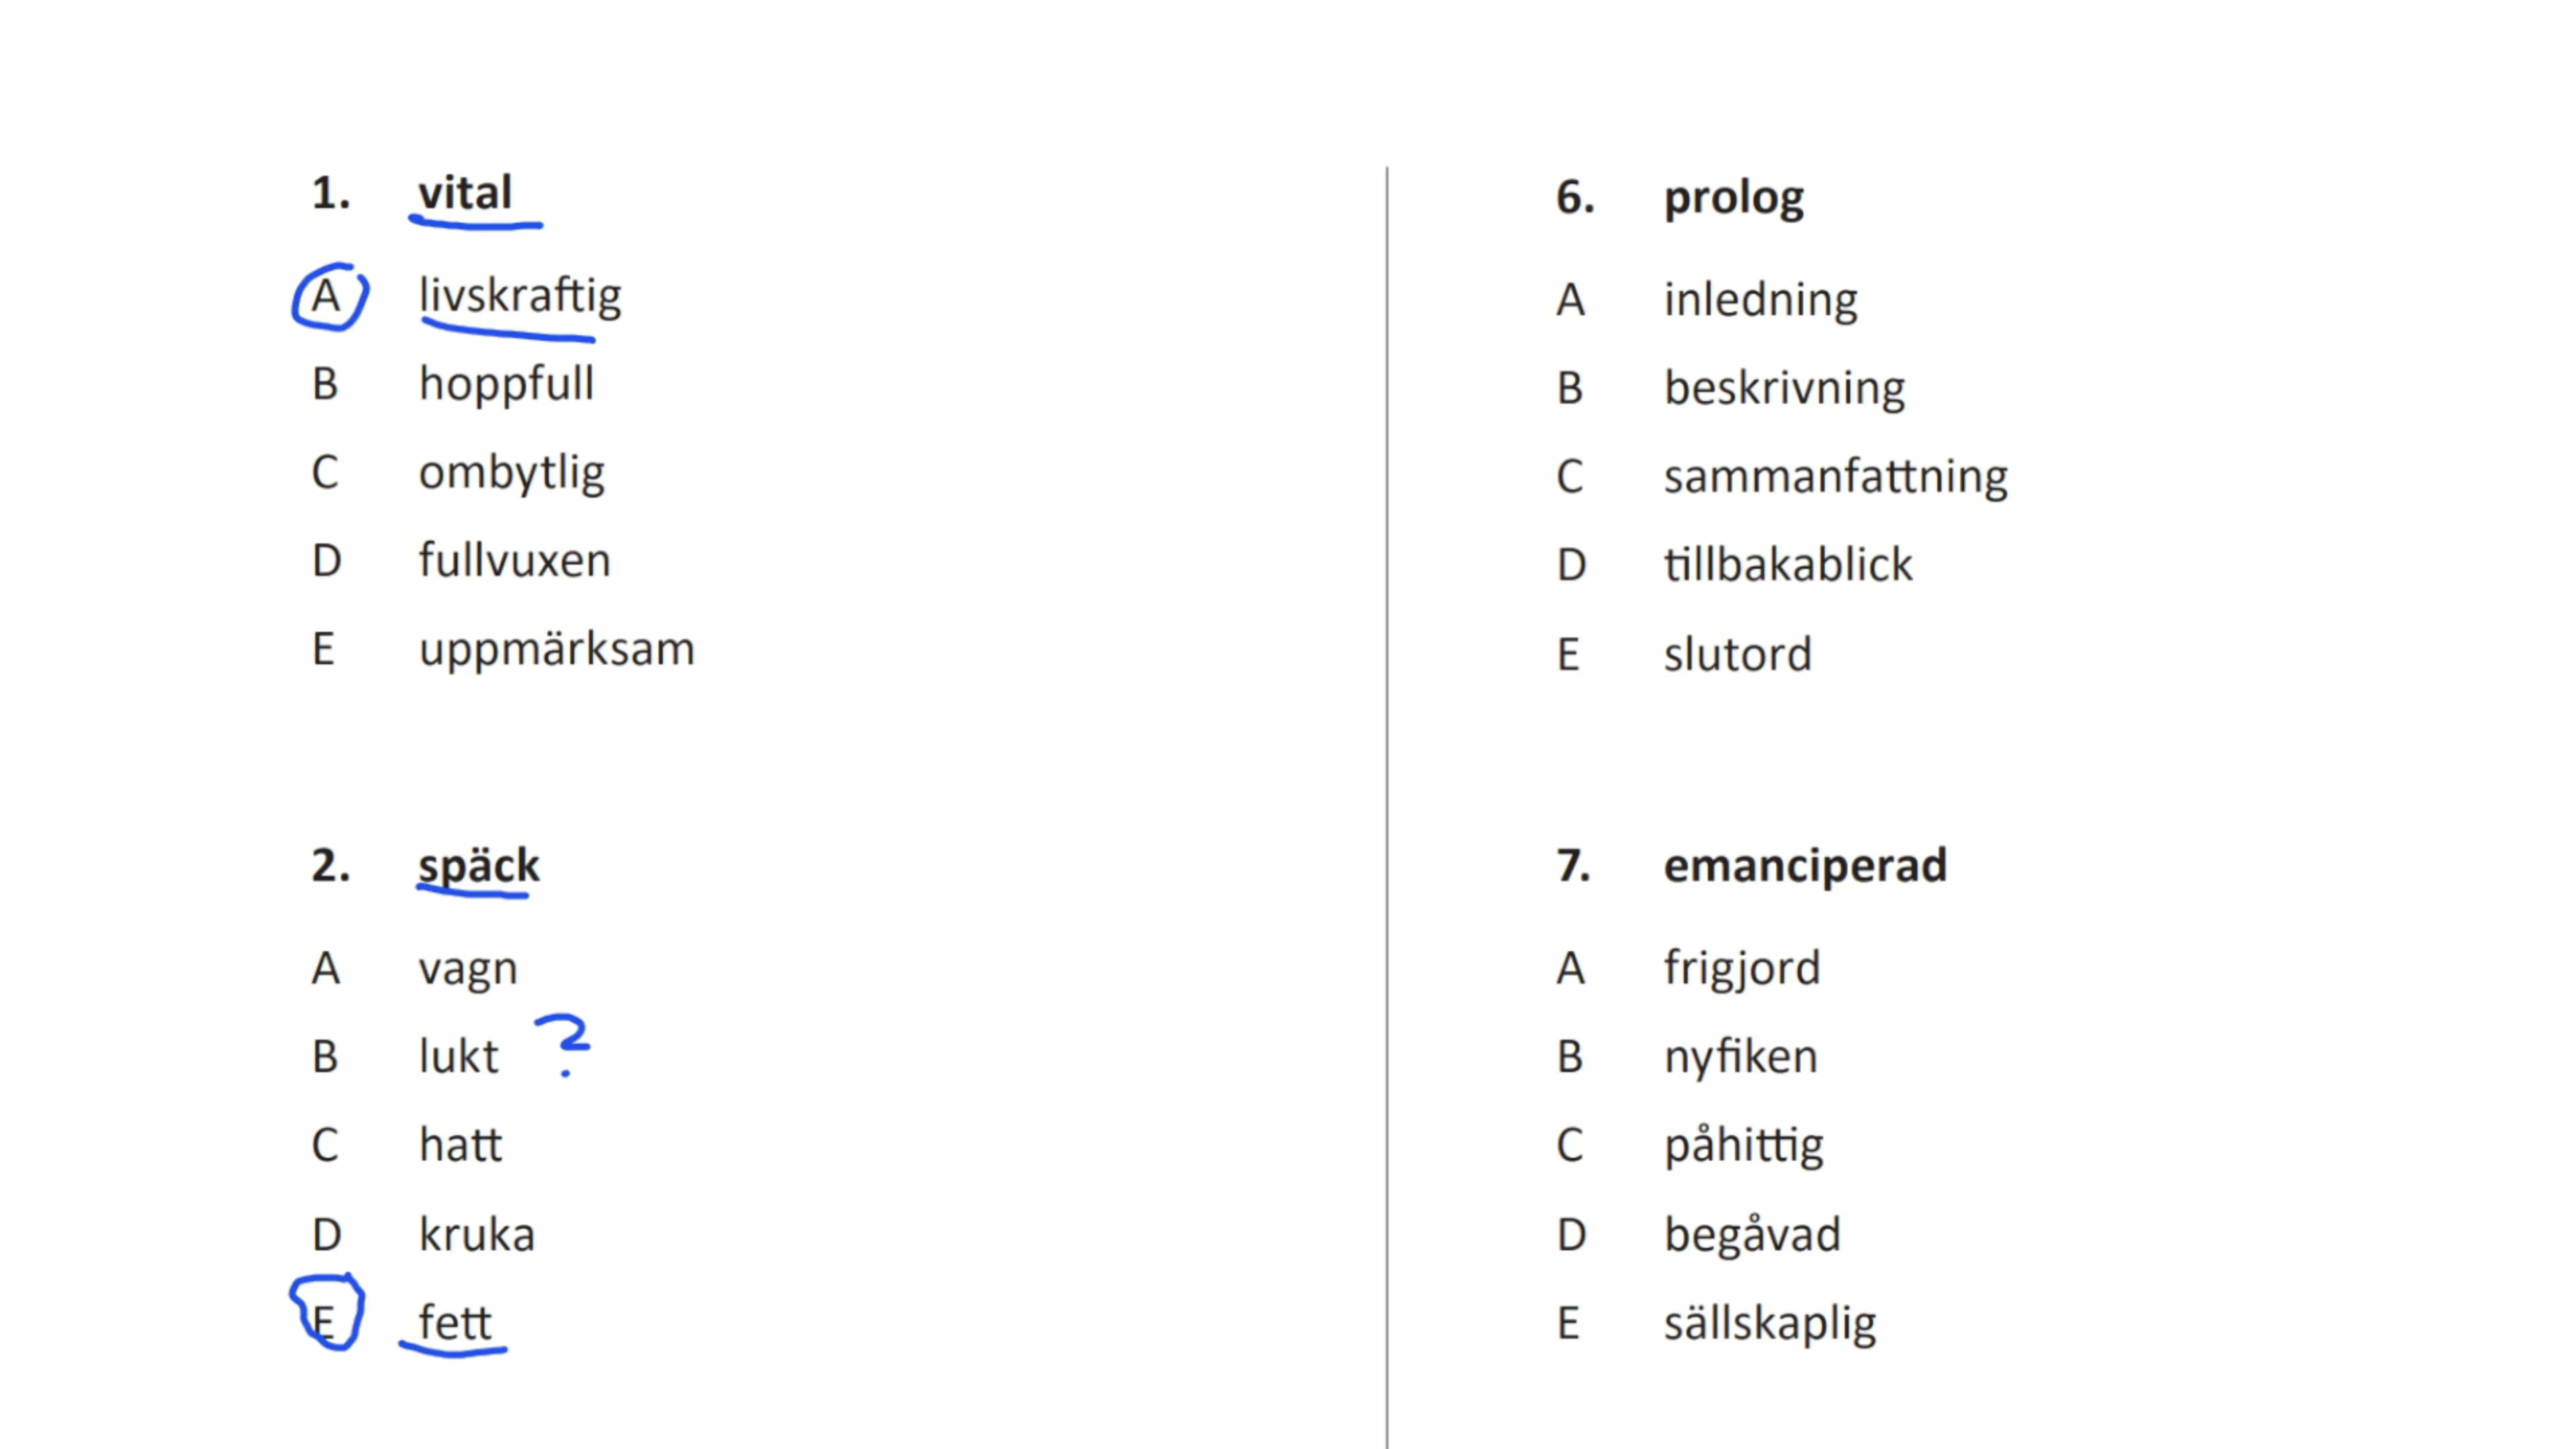 1. vital
A livskraftig
B hoppfull
C ombytlig
D fullvuxen
E uppmärksam
2. späck
A vagn
B lukt ?
C hatt
D kruka
E fett
6. prolog
A inledning
B beskrivning
C sammanfattning
D tillbakablick
E slutord
7. emanciperad
A frigjord
B nyfiken
C påhittig
D begåvad
E sällskaplig